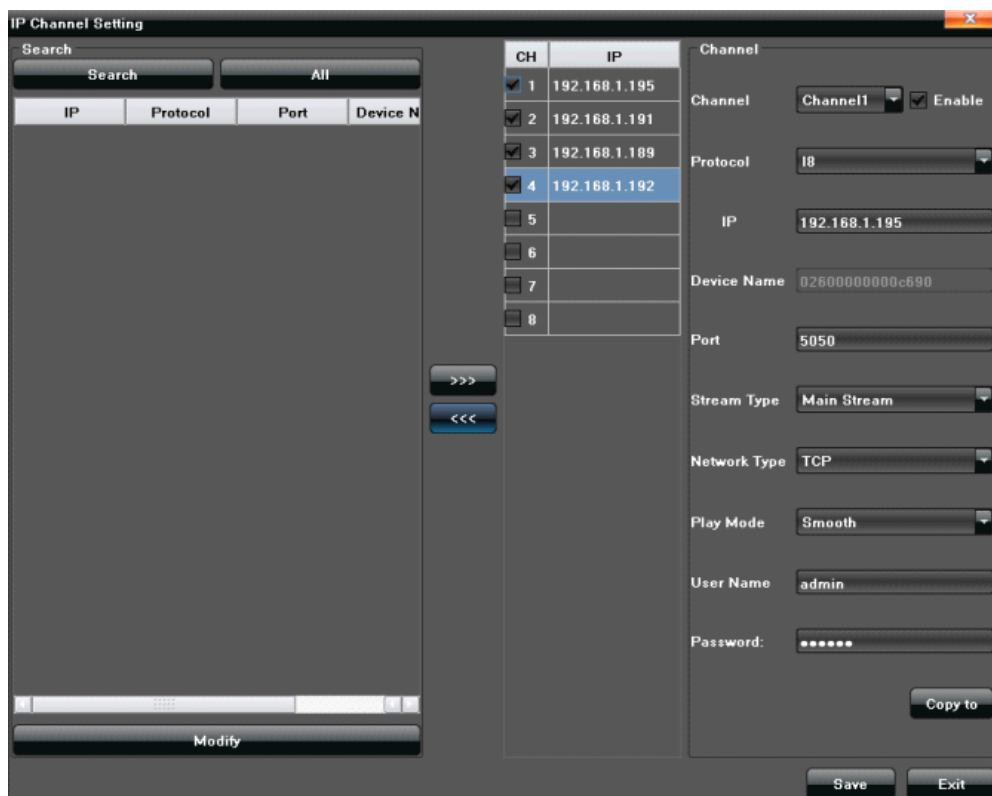 IP Channel Setting
Search
Search All
IP Protocol Port Device N
>>>
<<<
Modify
CH IP
1 192.168.1.195
2 192.168.1.191
3 192.168.1.189
4 192.168.1.192
5
6
7
8
Channel
Channel Channel1 Enable
Protocol I8
IP 192.168.1.195
Device Name 02600000000c690
Port 5050
Stream Type Main Stream
Network Type TCP
Play Mode Smooth
User Name admin
Password: ••••••
Copy to
Save Exit